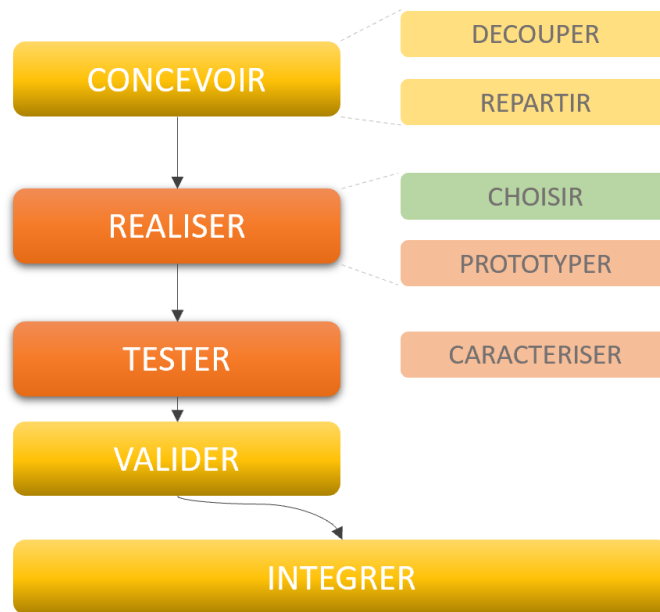 CONCEVOIR
DECOUPER
REPARTIR
REALISER
CHOISIR
PROTOTYPER
TESTER
CARACTERISER
VALIDER
INTEGRER